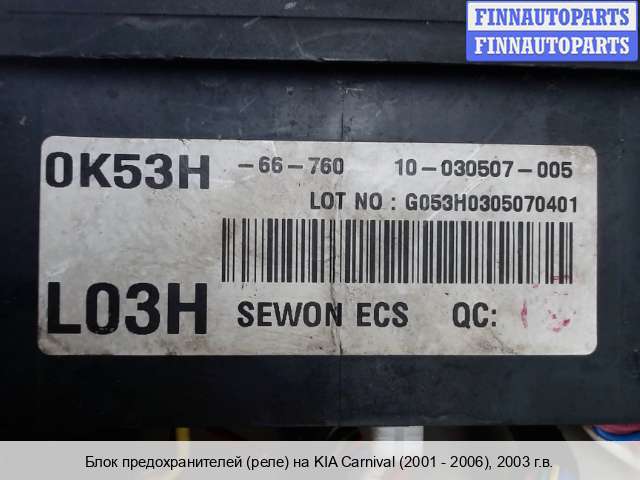 FINNAUTOPARTS
FINNAUTOPARTS
0K53H -66-760 10-030507-005
LOT NO : G053H0305070401
L03H SEWON ECS QC:
Блок предохранителей (реле) на KIA Carnival (2001 - 2006), 2003 г.в.